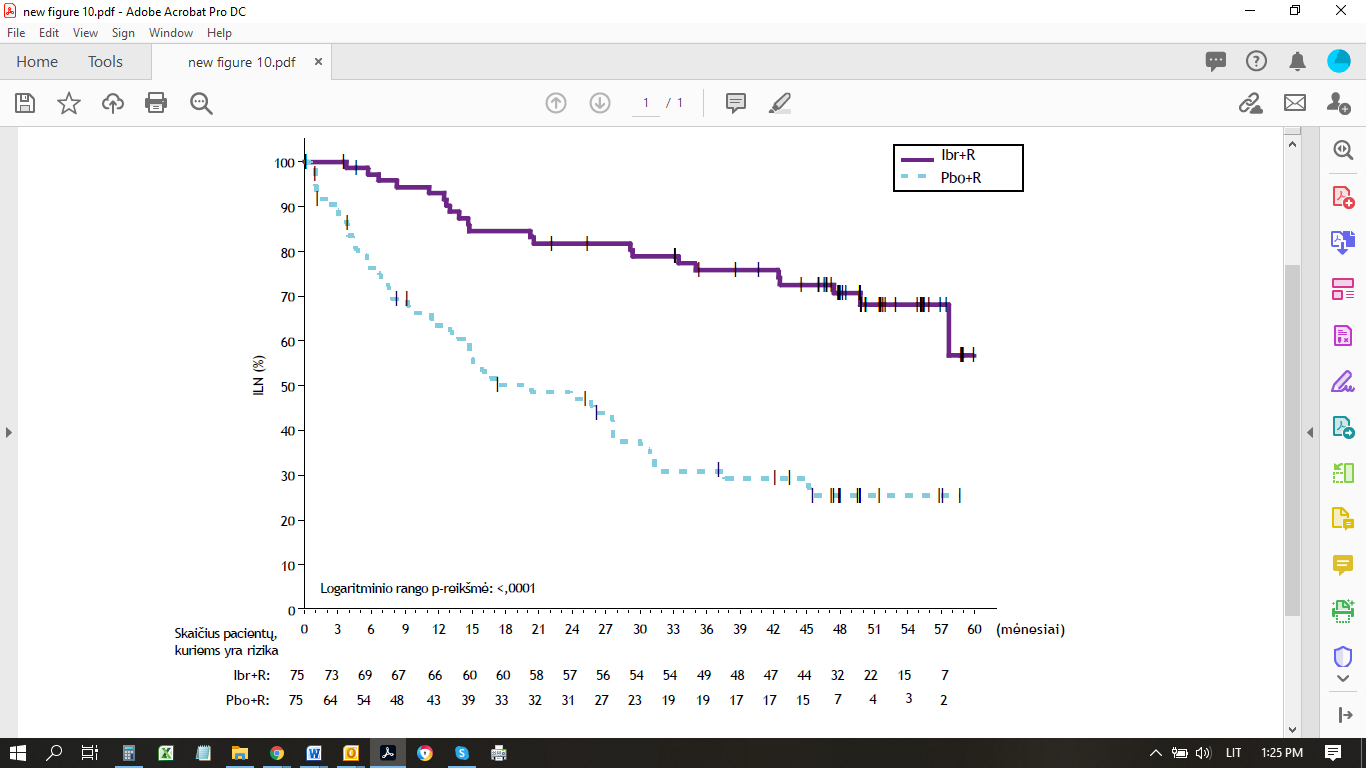 new figure 10.pdf - Adobe Acrobat Pro DC
File Edit View Sign Window Help
Home Tools new figure 10.pdf ×
1 / 1
Ibr+R
Pbo+R
100
90
80
70
60
50
40
30
20
10
0
ILN (%)
Logaritminio rango p-reikšmė: <,0001
0 3 6 9 12 15 18 21 24 27 30 33 36 39 42 45 48 51 54 57 60 (mėnesiai)
Skaičius pacientų,
kuriems yra rizika
Ibr+R: 75 73 69 67 66 60 60 58 57 56 54 54 49 48 47 44 32 22 15 7
Pbo+R: 75 64 54 48 43 39 33 32 31 27 23 19 19 17 17 15 7 4 3 2
LIT 1:25 PM